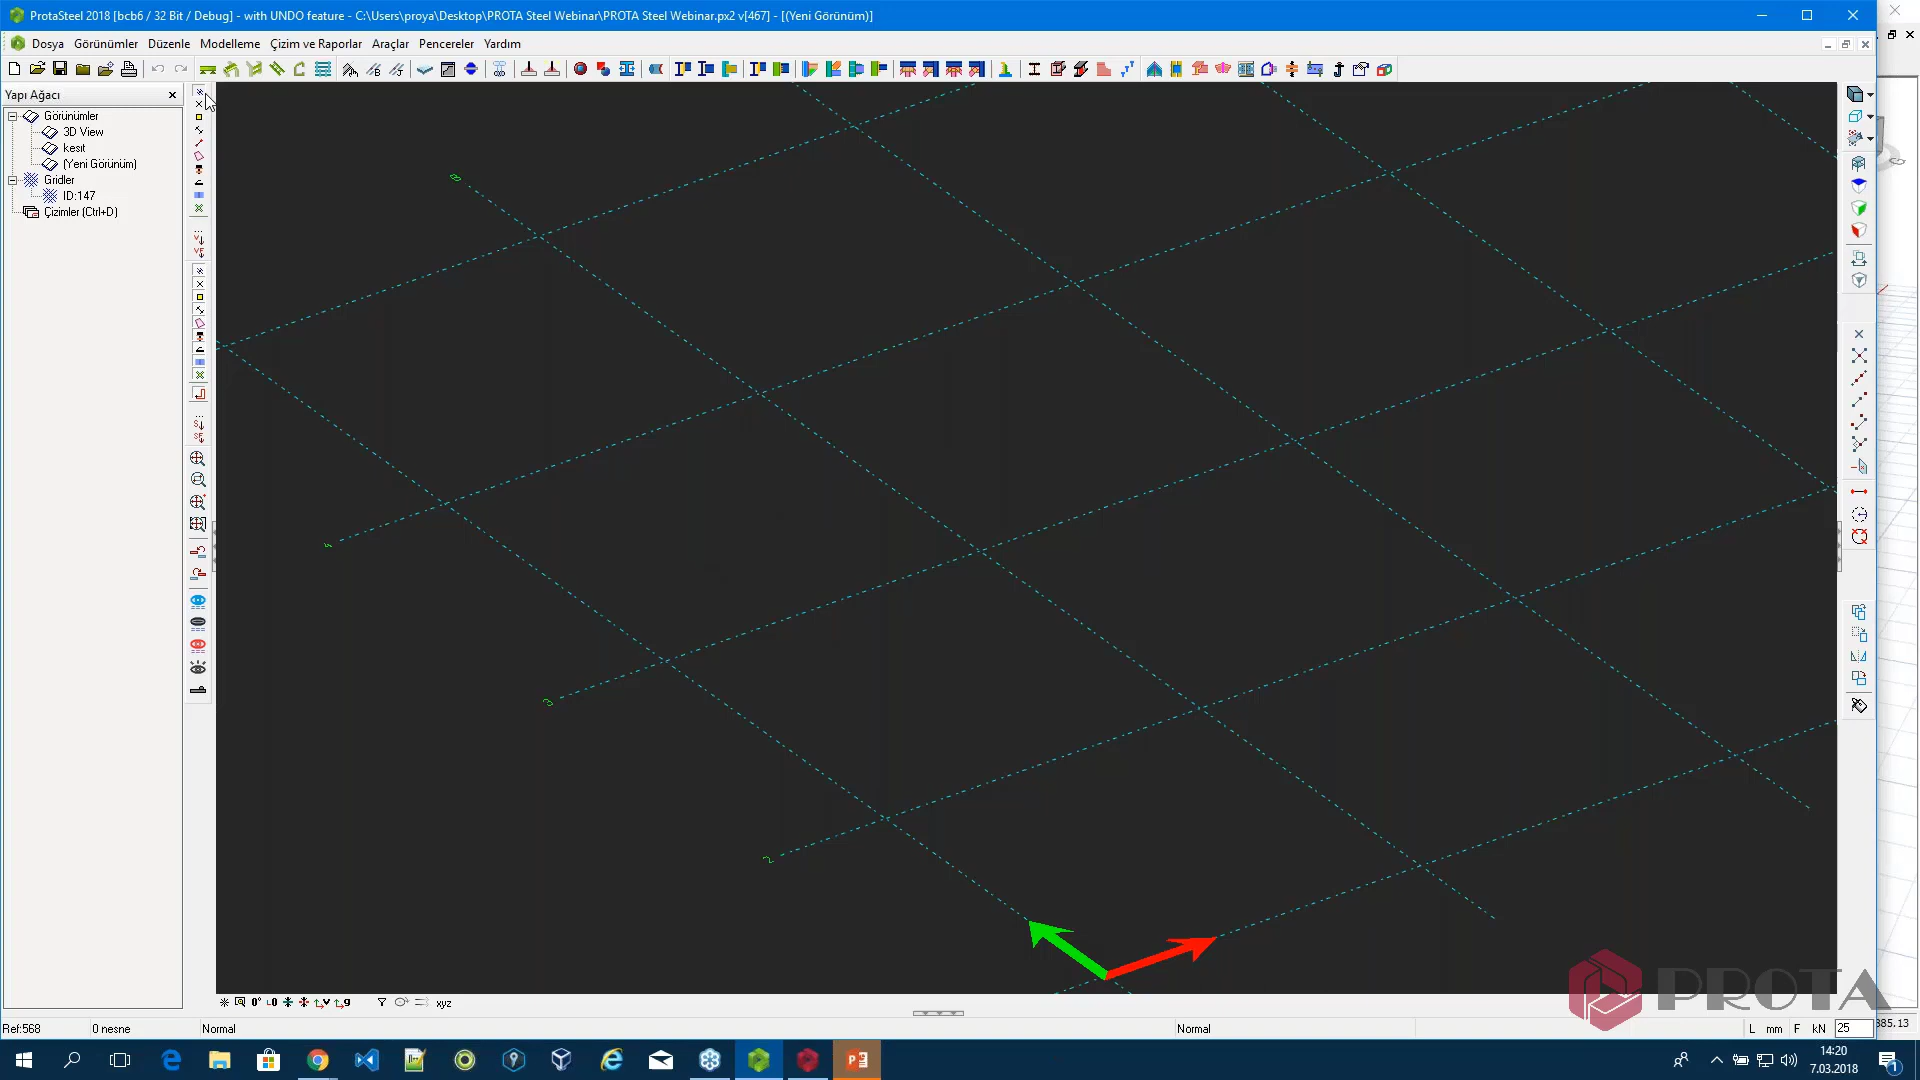 ProtaSteel 2018 [bcb6 / 32 Bit / Debug] - with UNDO feature - C:\Users\proya\Desktop\PROTA Steel Webinar\PROTA Steel Webinar.px2 v[467] - [(Yeni Görünüm)]
Dosya Görünümler Düzenle Modelleme Çizim ve Raporlar Araçlar Pencereler Yardım
Yapı Ağacı
Görünümler
3D View
kesit
(Yeni Görünüm)
Gridler
ID:147
Çizimler (Ctrl+D)
3
2
xyz
PROTA
Ref:568 0 nesne Normal Normal L mm F kN 25
385.13
14:20
7.03.2018
1